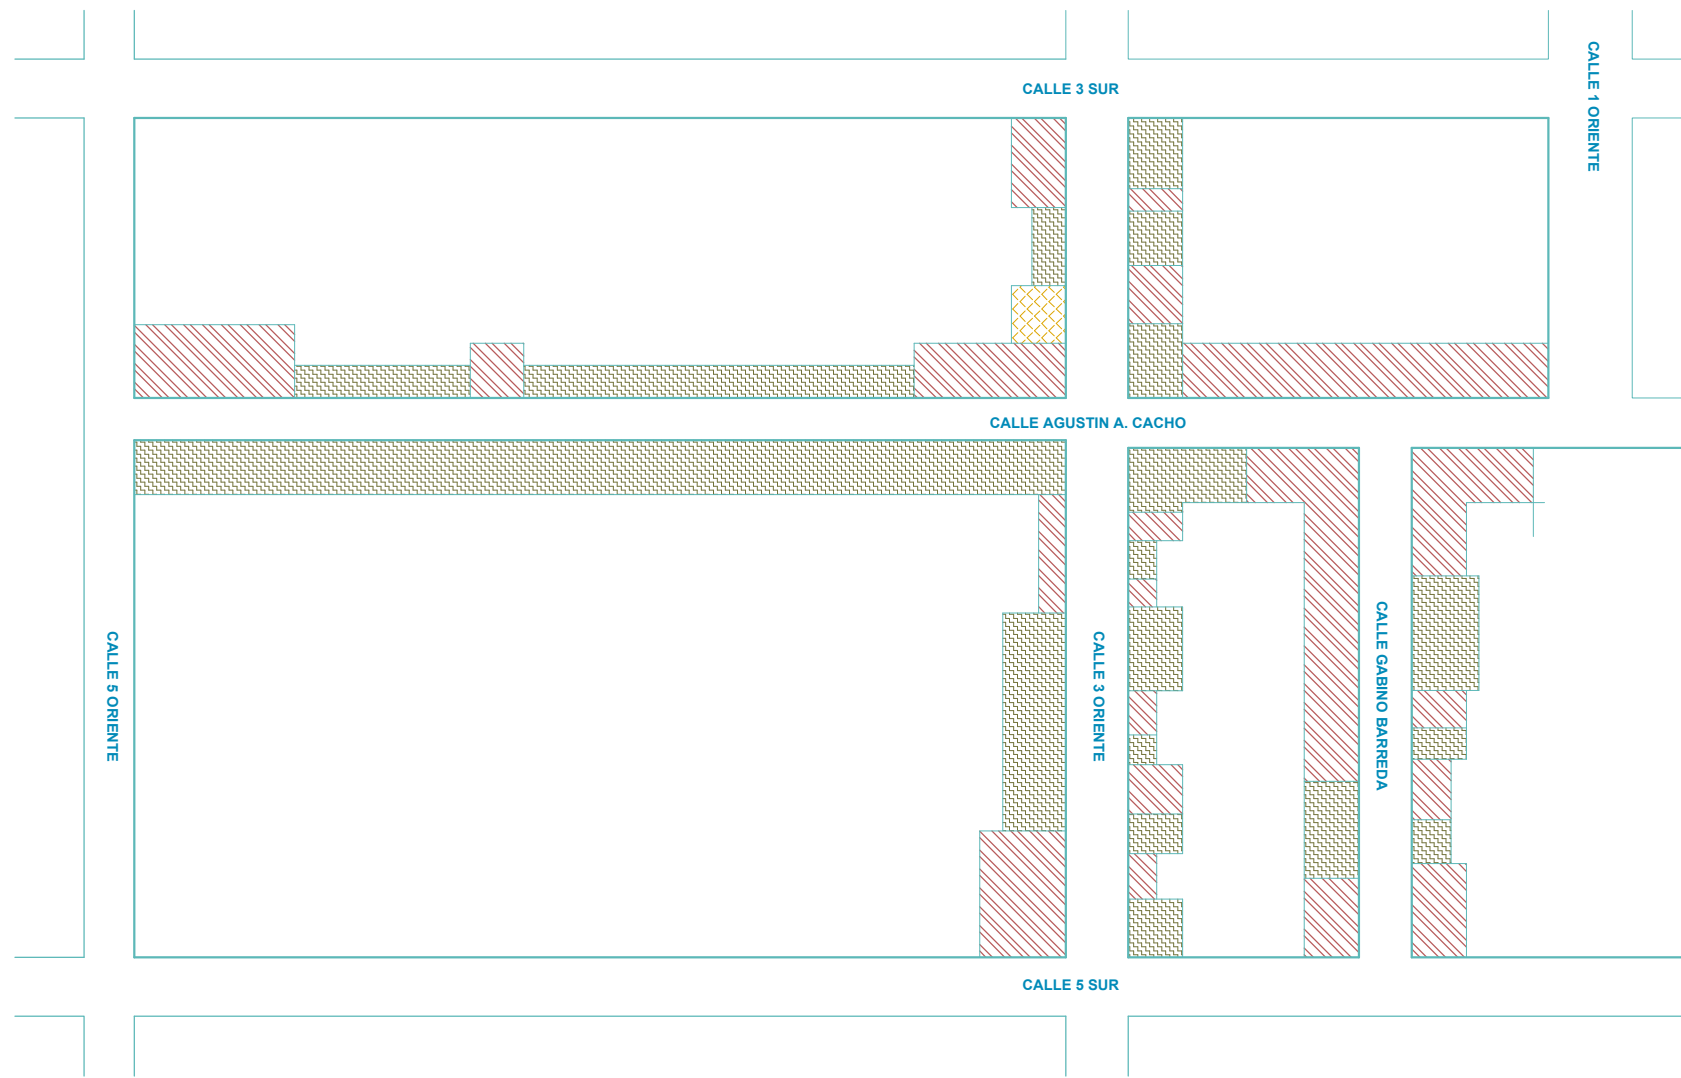 CALLE 1 ORIENTE
CALLE 3 SUR
CALLE AGUSTIN A. CACHO
CALLE 5 ORIENTE
CALLE 3 ORIENTE
CALLE GABINO BARREDA
CALLE 5 SUR